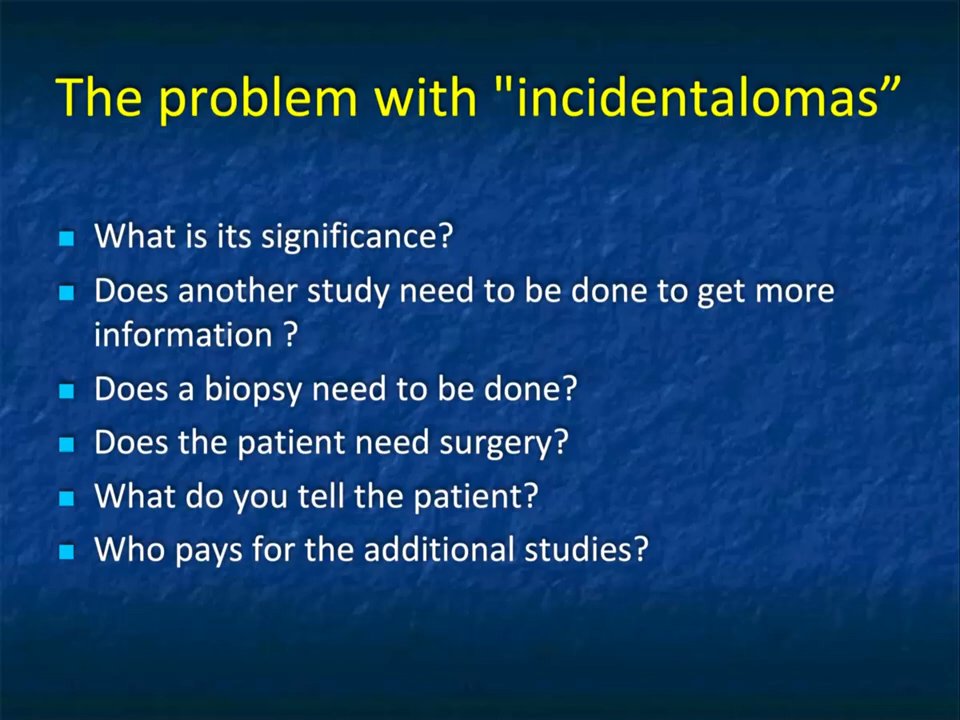 The problem with "incidentalomas”
What is its significance?
Does another study need to be done to get more
information ?
Does a biopsy need to be done?
Does the patient need surgery?
What do you tell the patient?
Who pays for the additional studies?